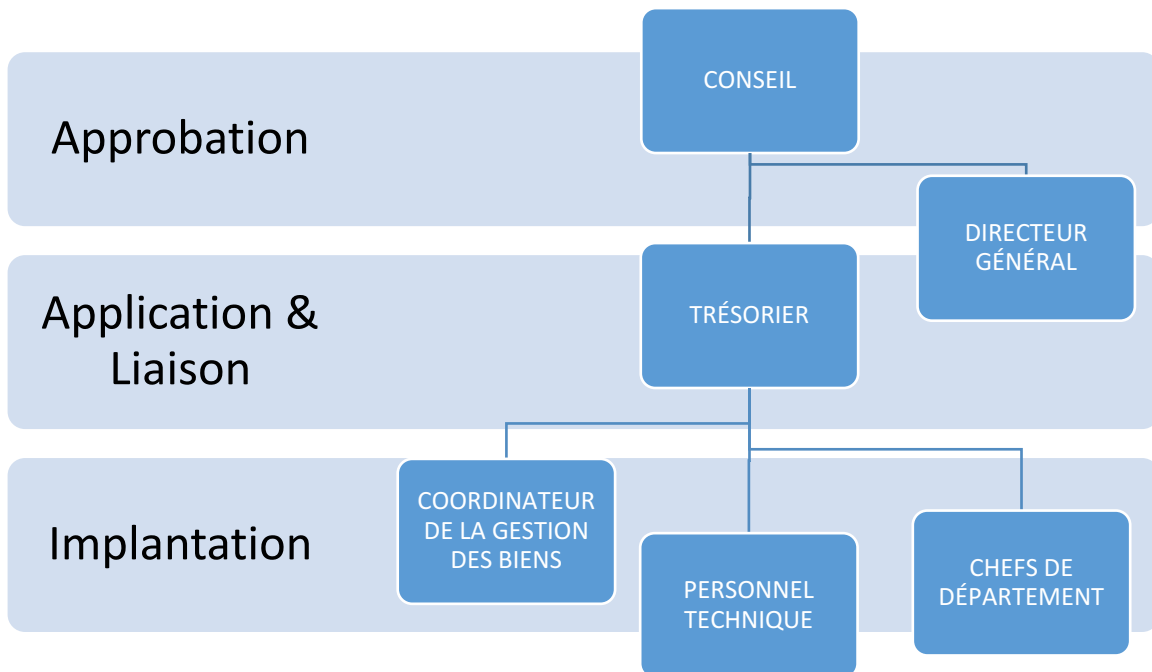 CONSEIL
Approbation
DIRECTEUR
GÉNÉRAL
Application &
Liaison
TRÉSORIER
Implantation
COORDINATEUR
DE LA GESTION
DES BIENS
PERSONNEL
TECHNIQUE
CHEFS DE
DÉPARTEMENT